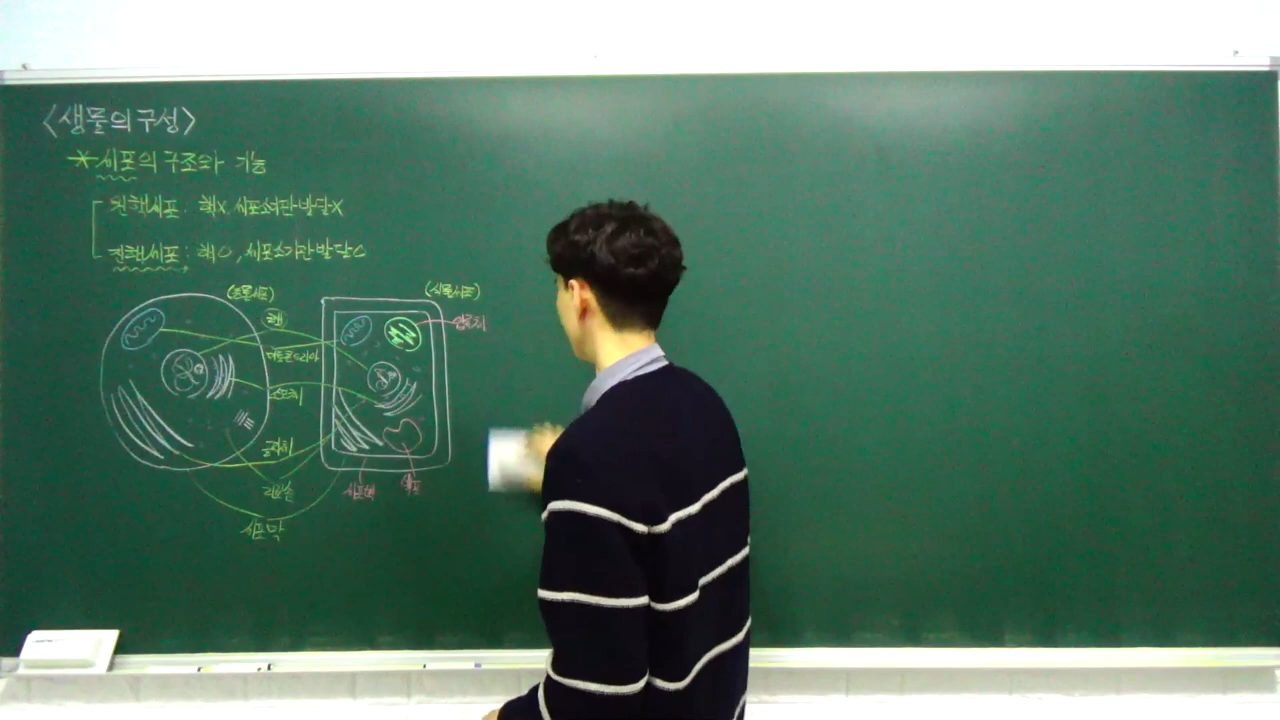 <생물의 구성>
* 세포의 구조와 기능
원핵세포: 핵X, 세포소기관 발달X
진핵세포: 핵O, 세포소기관 발달O
(동물세포)
(식물세포)
핵
엽록체
미토콘드리아
소포체
골지체
리보솜
세포벽
액포
세포막